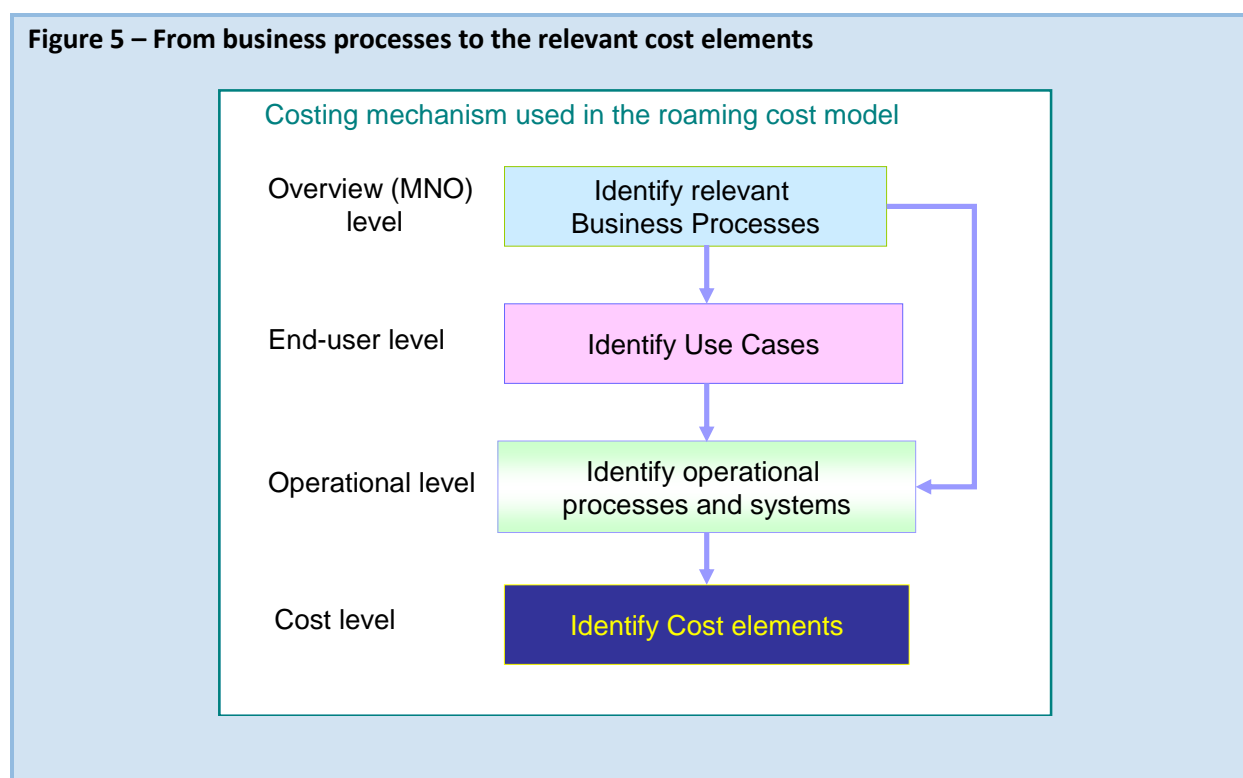 Figure 5 – From business processes to the relevant cost elements
Costing mechanism used in the roaming cost model
Overview (MNO)
level
Identify relevant
Business Processes
End-user level
Identify Use Cases
Operational level
Identify operational
processes and systems
Cost level
Identify Cost elements